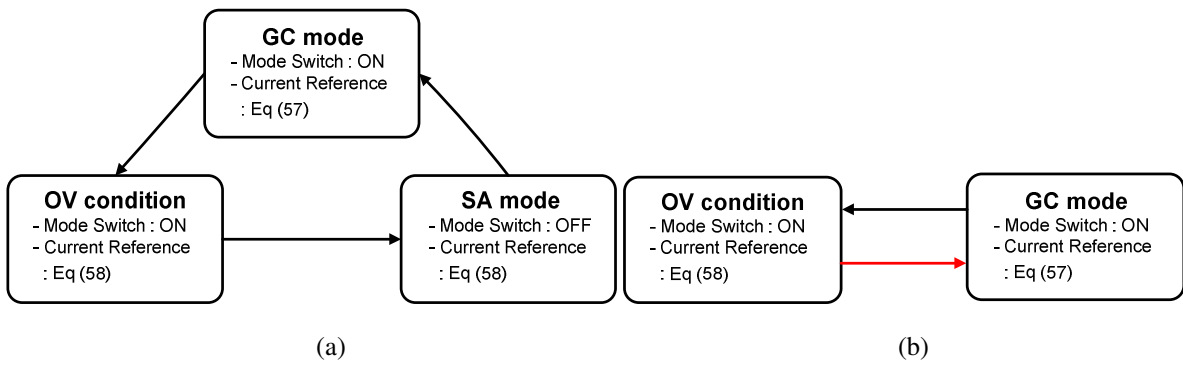 GC mode
- Mode Switch : ON
- Current Reference
: Eq (57)
OV condition
- Mode Switch : ON
- Current Reference
: Eq (58)
SA mode
- Mode Switch : OFF
- Current Reference
: Eq (58)
(a)
OV condition
- Mode Switch : ON
- Current Reference
: Eq (58)
GC mode
- Mode Switch : ON
- Current Reference
: Eq (57)
(b)